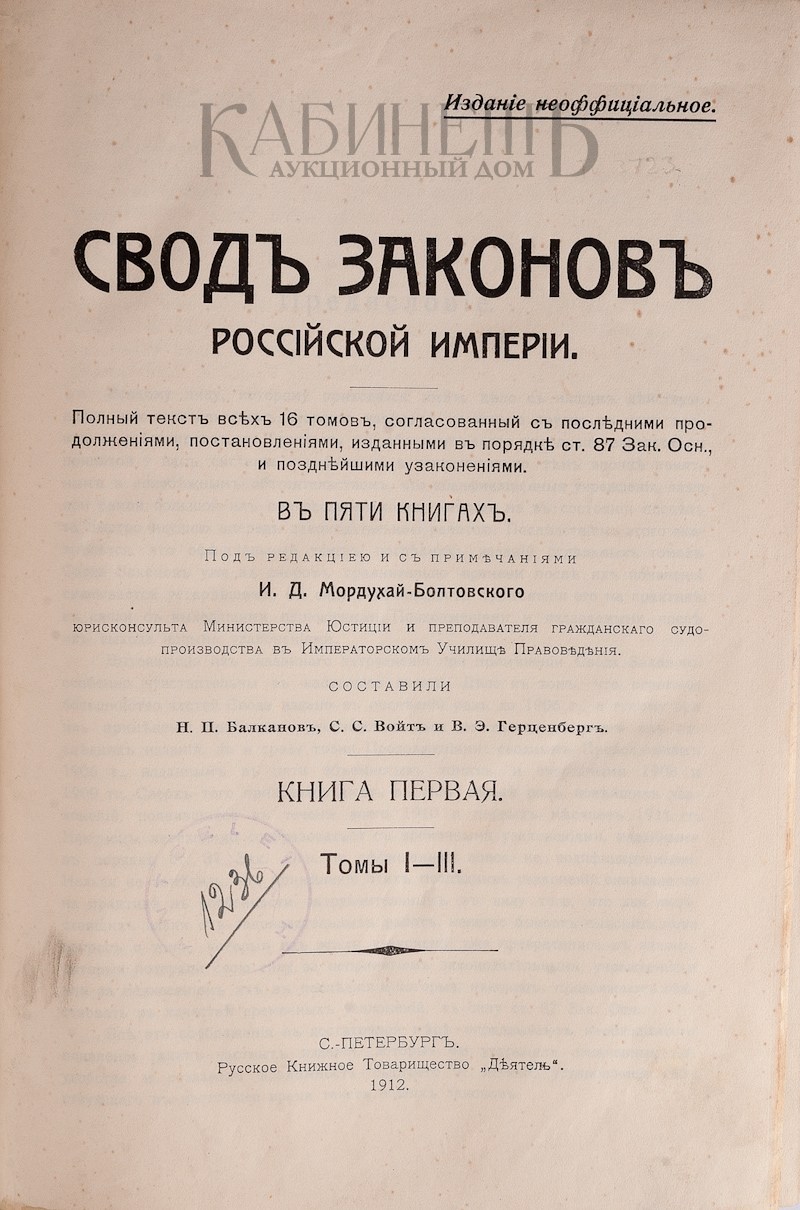 Изданіе неоффиціальное.
КАБИНЕТЪ
АУКЦИОННЫЙ ДОМ
СВОДЪ ЗАКОНОВЪ
РОССІЙСКОЙ ИМПЕРІИ.
Полный текстъ всѣхъ 16 томовъ, согласованный съ послѣдними про-
долженіями, постановленіями, изданными въ порядкѣ ст. 87 Зак. Осн.,
и позднѣйшими узаконеніями.
ВЪ ПЯТИ КНИГАХЪ.
Подъ редакціею и съ примѣчаніями
И. Д. Мордухай-Болтовского
юрисконсульта Министерства Юстиціи и преподавателя гражданскаго судо-
производства въ Императорскомъ Училищѣ Правовѣдѣнія.
СОСТАВИЛИ
Н. П. Балкановъ, С. С. Войтъ и В. Э. Герценбергъ.
КНИГА ПЕРВАЯ.
Томы I—III.
1236
С.-ПЕТЕРБУРГЪ.
Русское Книжное Товарищество „Дѣятель“.
1912.